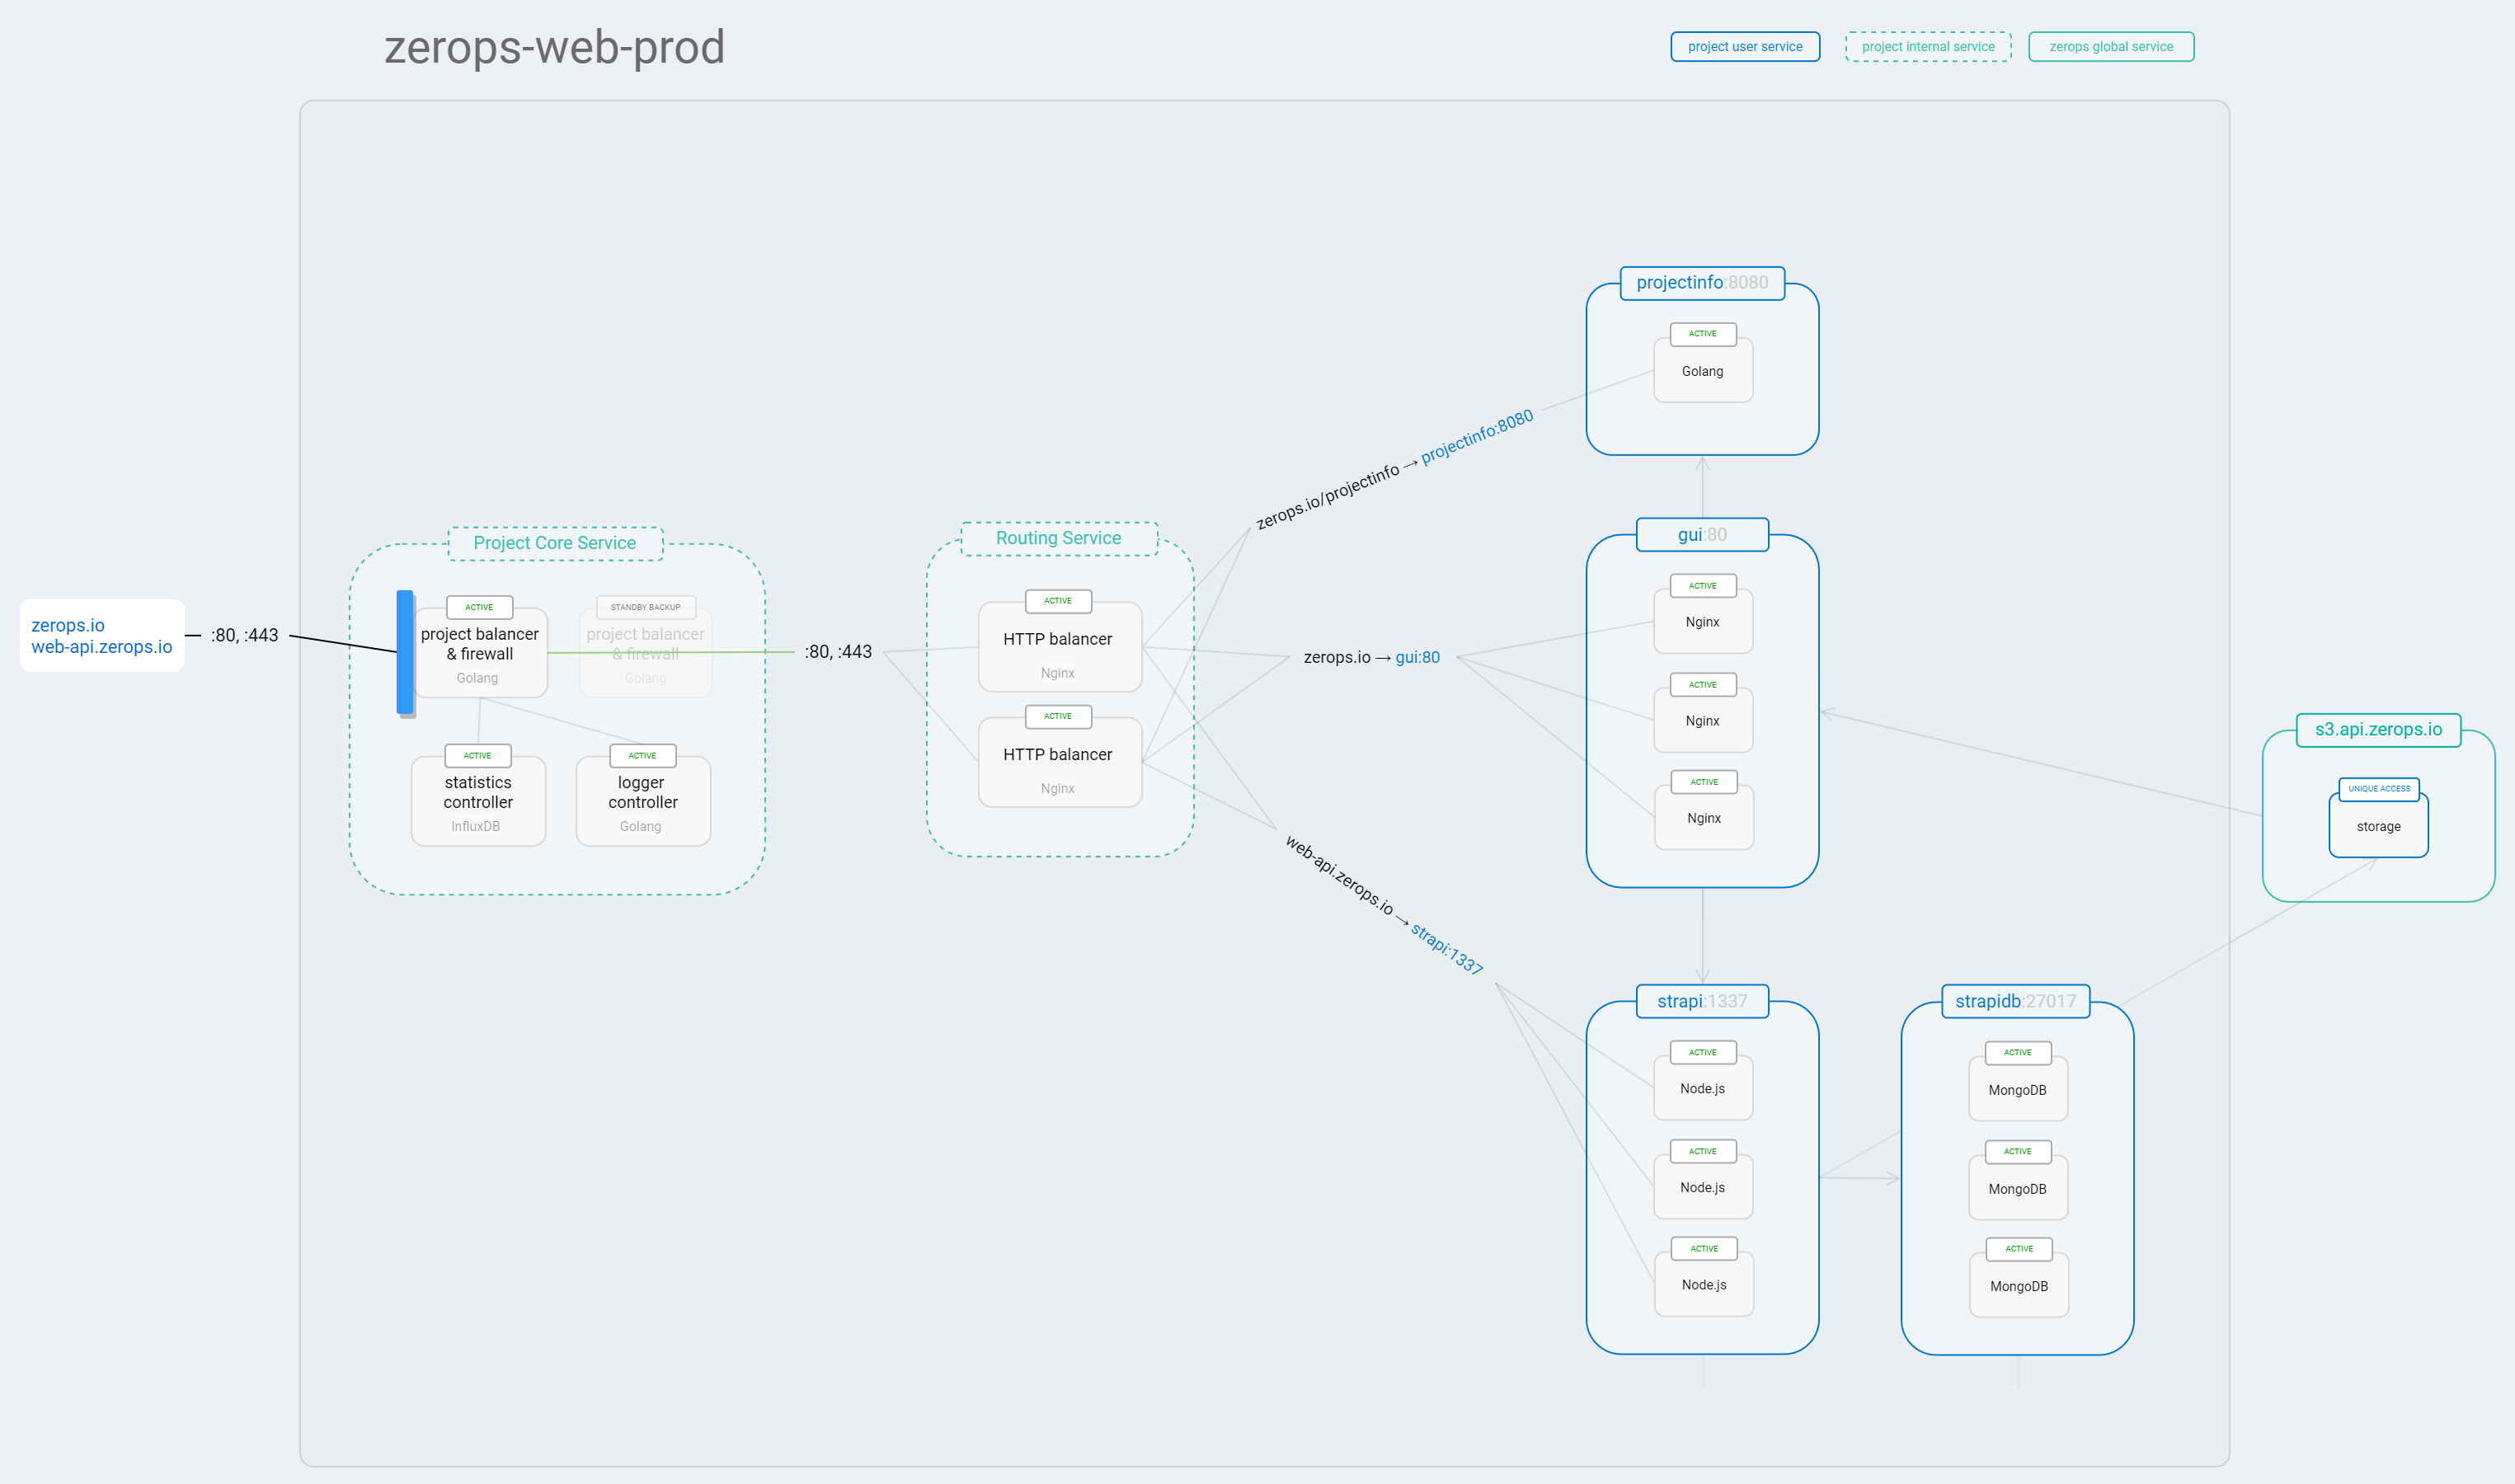 zerops-web-prod
project user service
project internal service
zerops global service
zerops.io
web-api.zerops.io
:80, :443
Project Core Service
ACTIVE
project balancer
& firewall
Golang
STANDBY BACKUP
project balancer
& firewall
Golang
ACTIVE
statistics
controller
InfluxDB
ACTIVE
logger
controller
Golang
:80, :443
Routing Service
ACTIVE
HTTP balancer
Nginx
ACTIVE
HTTP balancer
Nginx
zerops.io/projectinfo → projectinfo:8080
zerops.io → gui:80
web-api.zerops.io → strapi:1337
projectinfo:8080
ACTIVE
Golang
gui:80
ACTIVE
Nginx
ACTIVE
Nginx
ACTIVE
Nginx
strapi:1337
ACTIVE
Node.js
ACTIVE
Node.js
ACTIVE
Node.js
strapidb:27017
ACTIVE
MongoDB
ACTIVE
MongoDB
ACTIVE
MongoDB
s3.api.zerops.io
UNIQUE ACCESS
storage